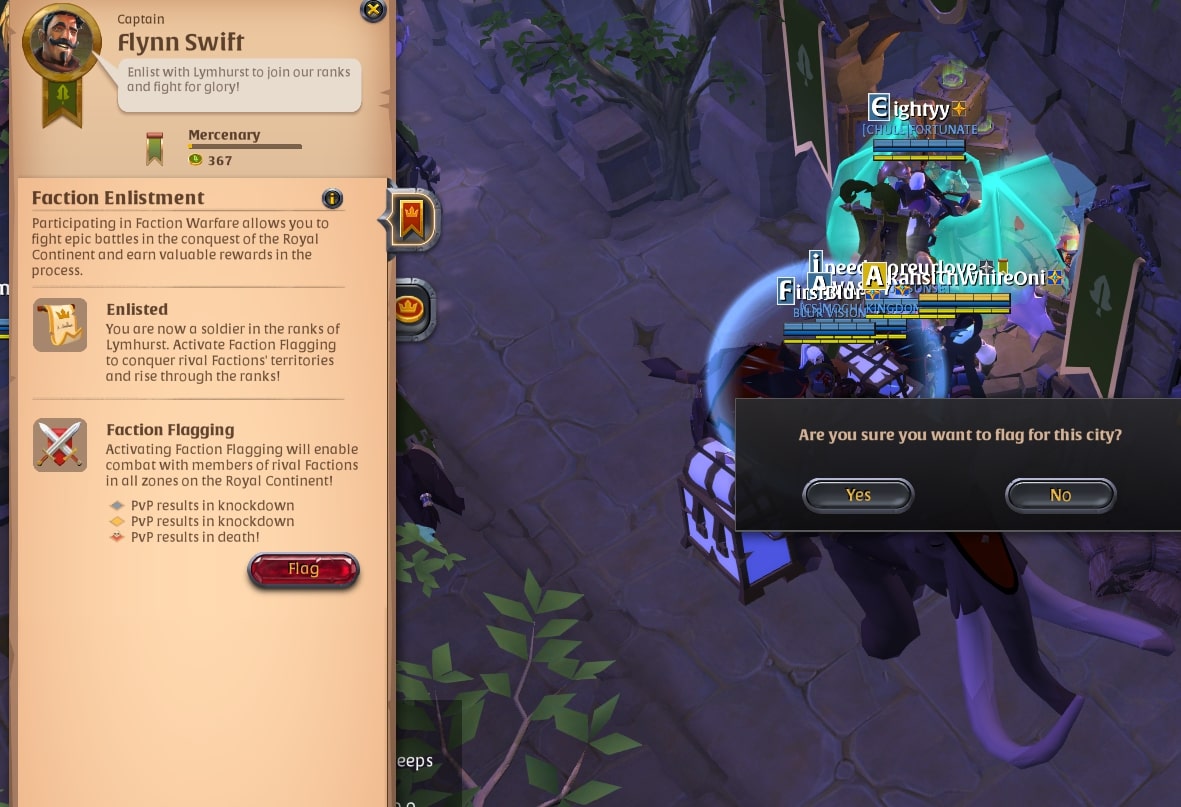 Captain
Flynn Swift
Enlist with Lymhurst to join our ranks
and fight for glory!
Mercenary
367
Faction Enlistment
Participating in Faction Warfare allows you to
fight epic battles in the conquest of the Royal
Continent and earn valuable rewards in the
process.
Enlisted
You are now a soldier in the ranks of
Lymhurst. Activate Faction Flagging
to conquer rival Factions' territories
and rise through the ranks!
Faction Flagging
Activating Faction Flagging will enable
combat with members of rival Factions
in all zones on the Royal Continent!
PvP results in knockdown
PvP results in knockdown
PvP results in death!
Flag
Eightyy
[CHUL] FORTUNATE
FirstBlur
BLUR VISION
Are you sure you want to flag for this city?
Yes
No
eeps